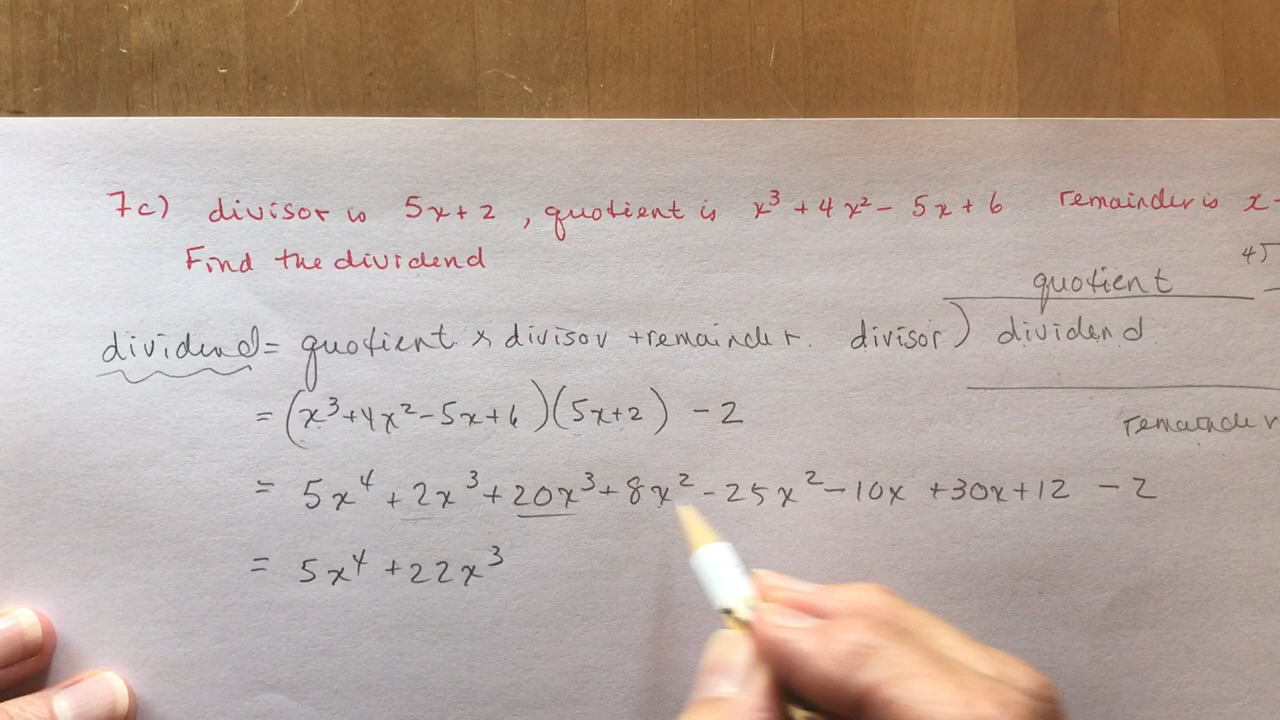 7c) divisor is 5x+2, quotient is x³+4x²-5x+6 remainder is x-
Find the dividend
4)
quotient
dividend = quotient x divisor + remainder. divisor) dividend
= (x³+4x²-5x+6)(5x+2) -2
remainder
= 5x⁴+2x³+20x³+8x²-25x²-10x +30x+12 -2
= 5x⁴+22x³